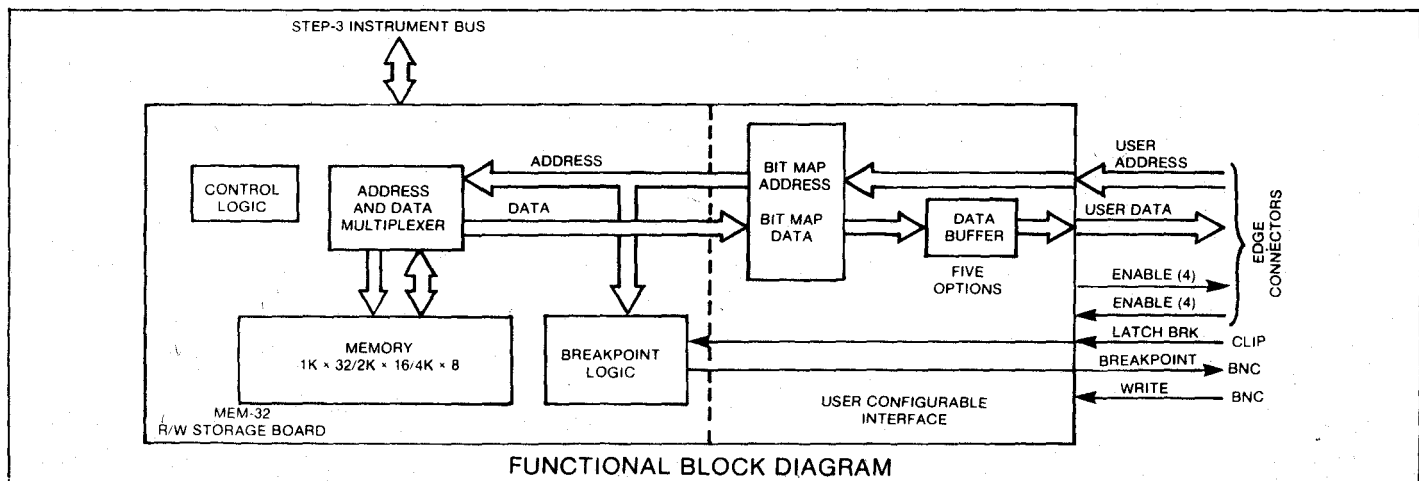 STEP-3 INSTRUMENT BUS
CONTROL
LOGIC
ADDRESS
AND DATA
MULTIPLEXER
ADDRESS
DATA
BIT MAP
ADDRESS
BIT MAP
DATA
DATA
BUFFER
FIVE
OPTIONS
USER
ADDRESS
USER DATA
ENABLE (4)
ENABLE (4)
EDGE
CONNECTORS
LATCH BRK
CLIP
BREAKPOINT
BNC
WRITE
BNC
MEMORY
1K × 32/2K × 16/4K × 8
BREAKPOINT
LOGIC
MEM-32
R/W STORAGE BOARD
USER CONFIGURABLE
INTERFACE
FUNCTIONAL BLOCK DIAGRAM